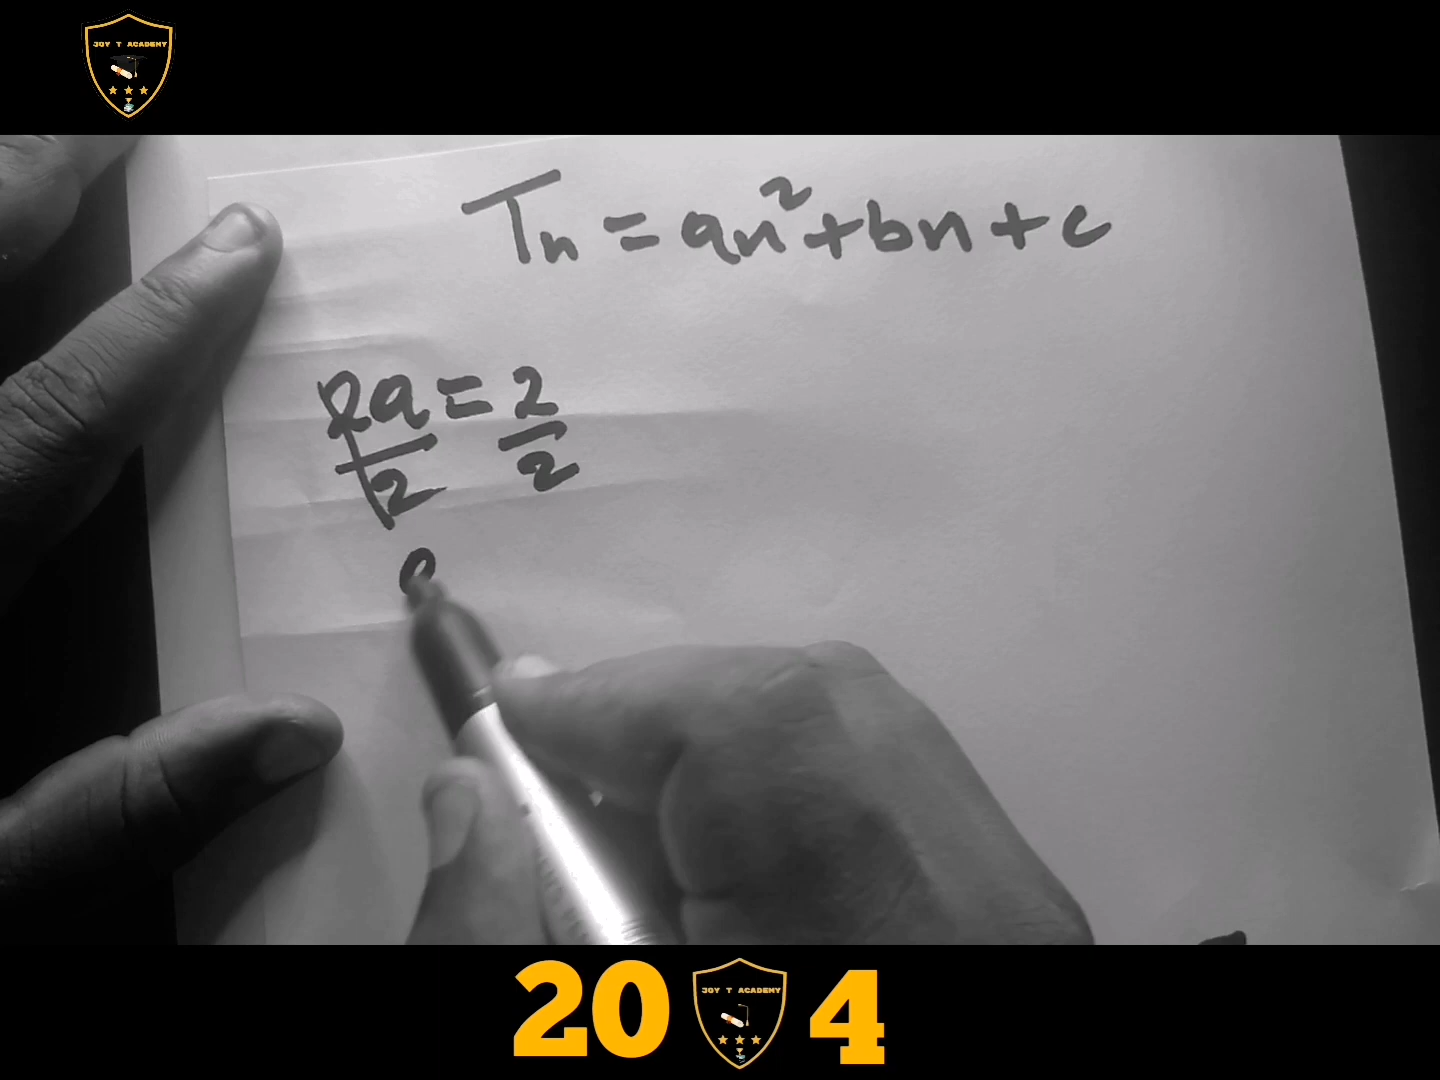 JOY T ACADEMY
Tn = an² + bn + c
2a = 2
2 2
a
20 4
JOY T ACADEMY